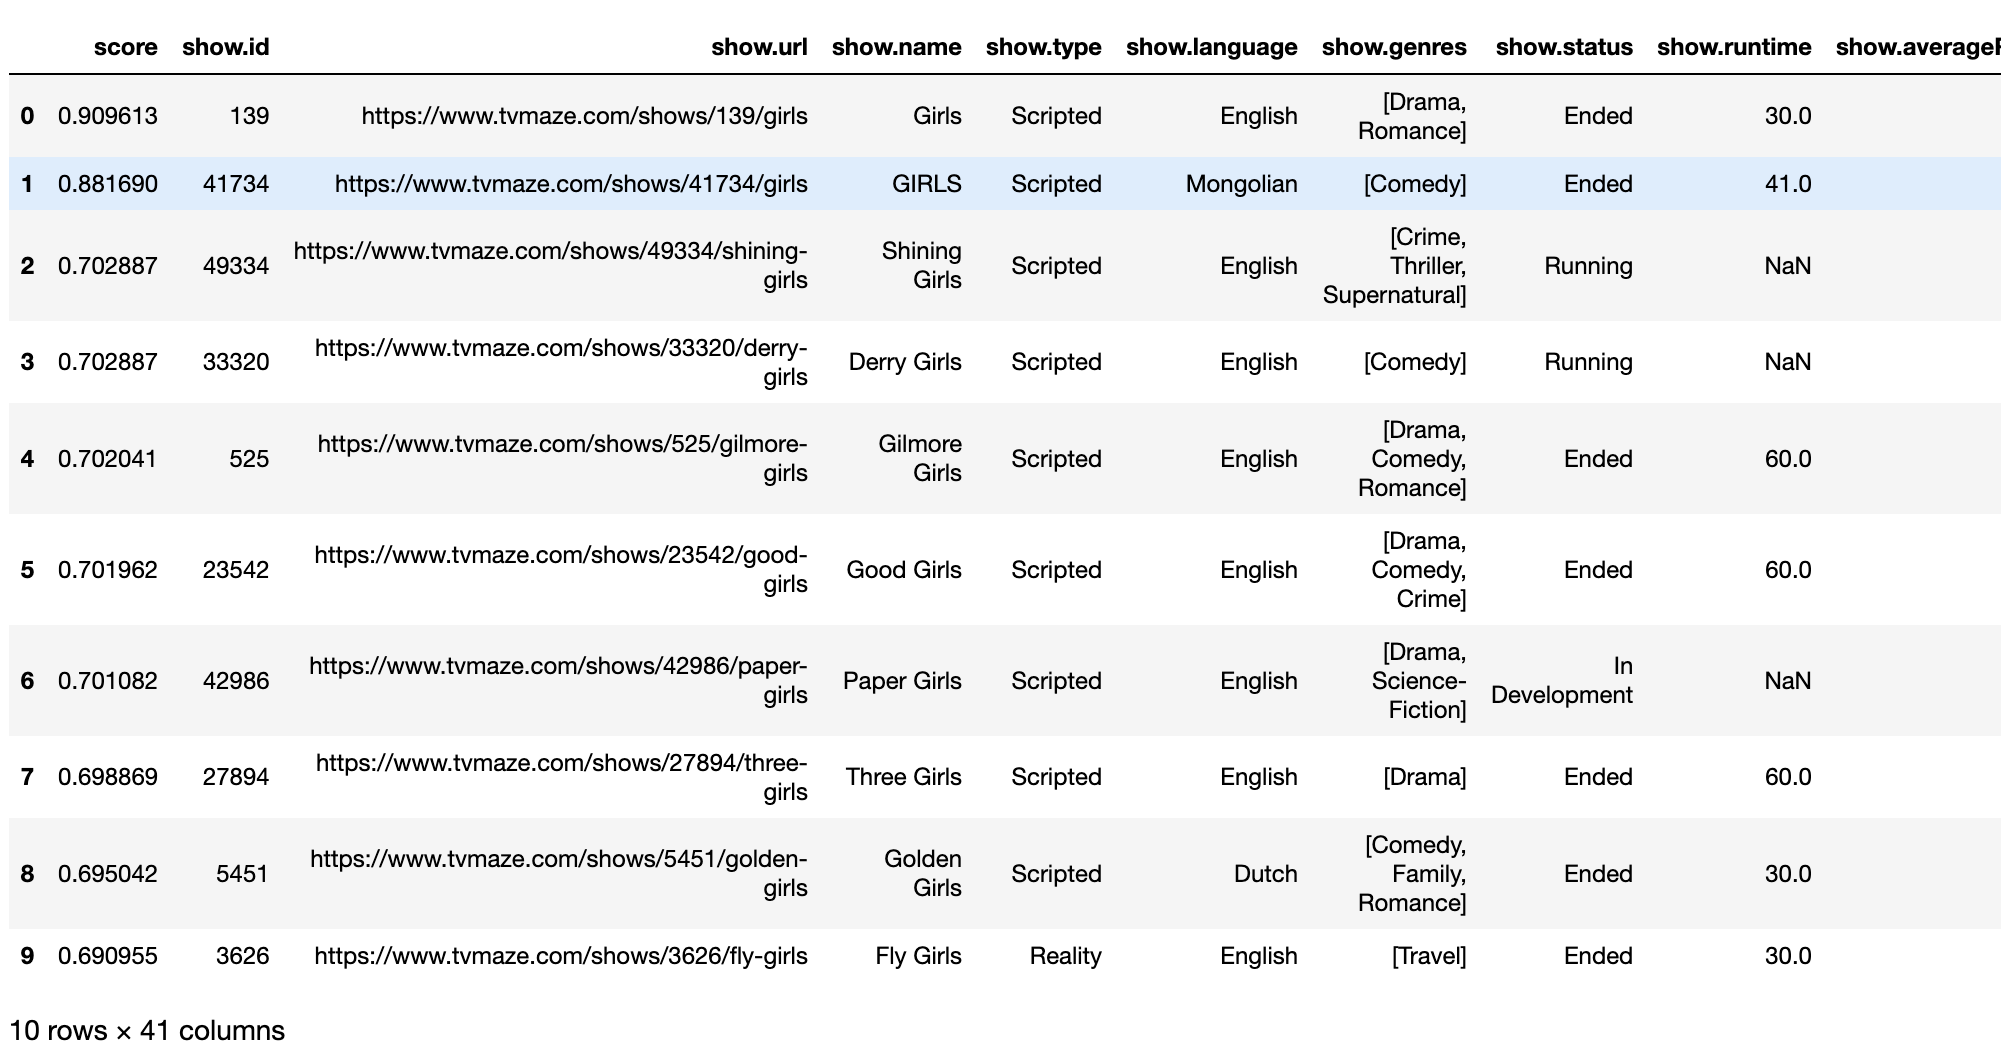 score show.id show.url show.name show.type show.language show.genres show.status show.runtime show.averageR
0 0.909613 139 https://www.tvmaze.com/shows/139/girls Girls Scripted English [Drama, Romance] Ended 30.0
1 0.881690 41734 https://www.tvmaze.com/shows/41734/girls GIRLS Scripted Mongolian [Comedy] Ended 41.0
2 0.702887 49334 https://www.tvmaze.com/shows/49334/shining-girls Shining Girls Scripted English [Crime, Thriller, Supernatural] Running NaN
3 0.702887 33320 https://www.tvmaze.com/shows/33320/derry-girls Derry Girls Scripted English [Comedy] Running NaN
4 0.702041 525 https://www.tvmaze.com/shows/525/gilmore-girls Gilmore Girls Scripted English [Drama, Comedy, Romance] Ended 60.0
5 0.701962 23542 https://www.tvmaze.com/shows/23542/good-girls Good Girls Scripted English [Drama, Comedy, Crime] Ended 60.0
6 0.701082 42986 https://www.tvmaze.com/shows/42986/paper-girls Paper Girls Scripted English [Drama, Science-Fiction] In Development NaN
7 0.698869 27894 https://www.tvmaze.com/shows/27894/three-girls Three Girls Scripted English [Drama] Ended 60.0
8 0.695042 5451 https://www.tvmaze.com/shows/5451/golden-girls Golden Girls Scripted Dutch [Comedy, Family, Romance] Ended 30.0
9 0.690955 3626 https://www.tvmaze.com/shows/3626/fly-girls Fly Girls Reality English [Travel] Ended 30.0
10 rows × 41 columns